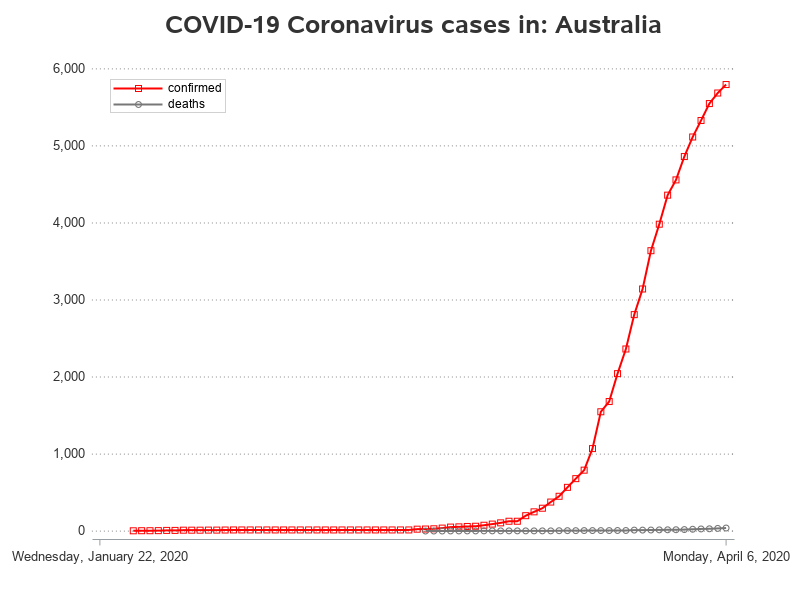 COVID-19 Coronavirus cases in: Australia
6,000
confirmed
deaths
5,000
4,000
3,000
2,000
1,000
0
Wednesday, January 22, 2020
Monday, April 6, 2020